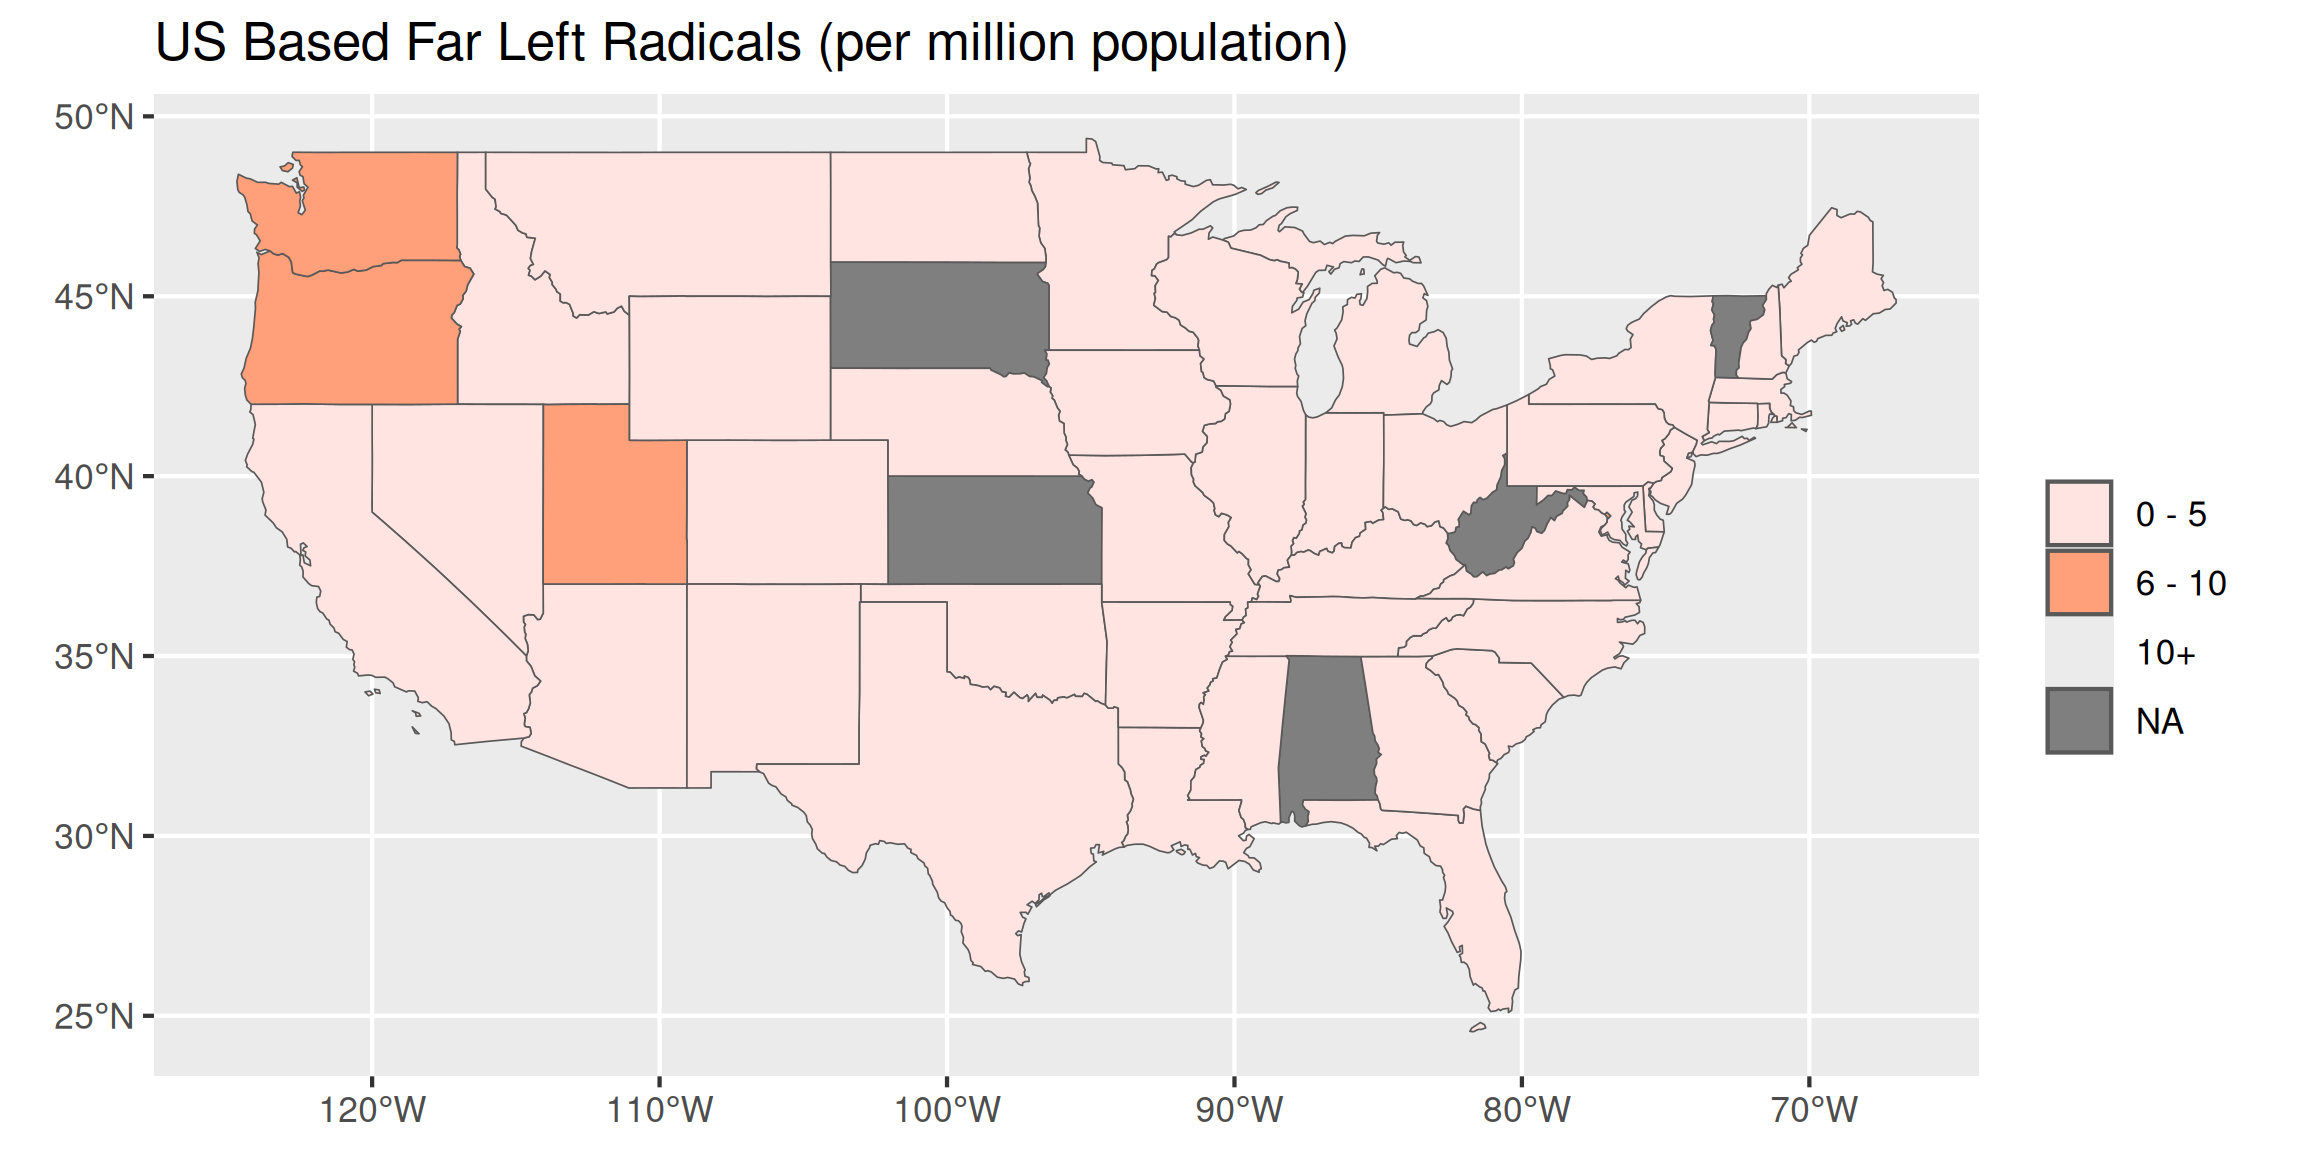 US Based Far Left Radicals (per million population)
50°N
45°N
40°N
35°N
30°N
25°N
120°W
110°W
100°W
90°W
80°W
70°W
0 - 5
6 - 10
10+
NA